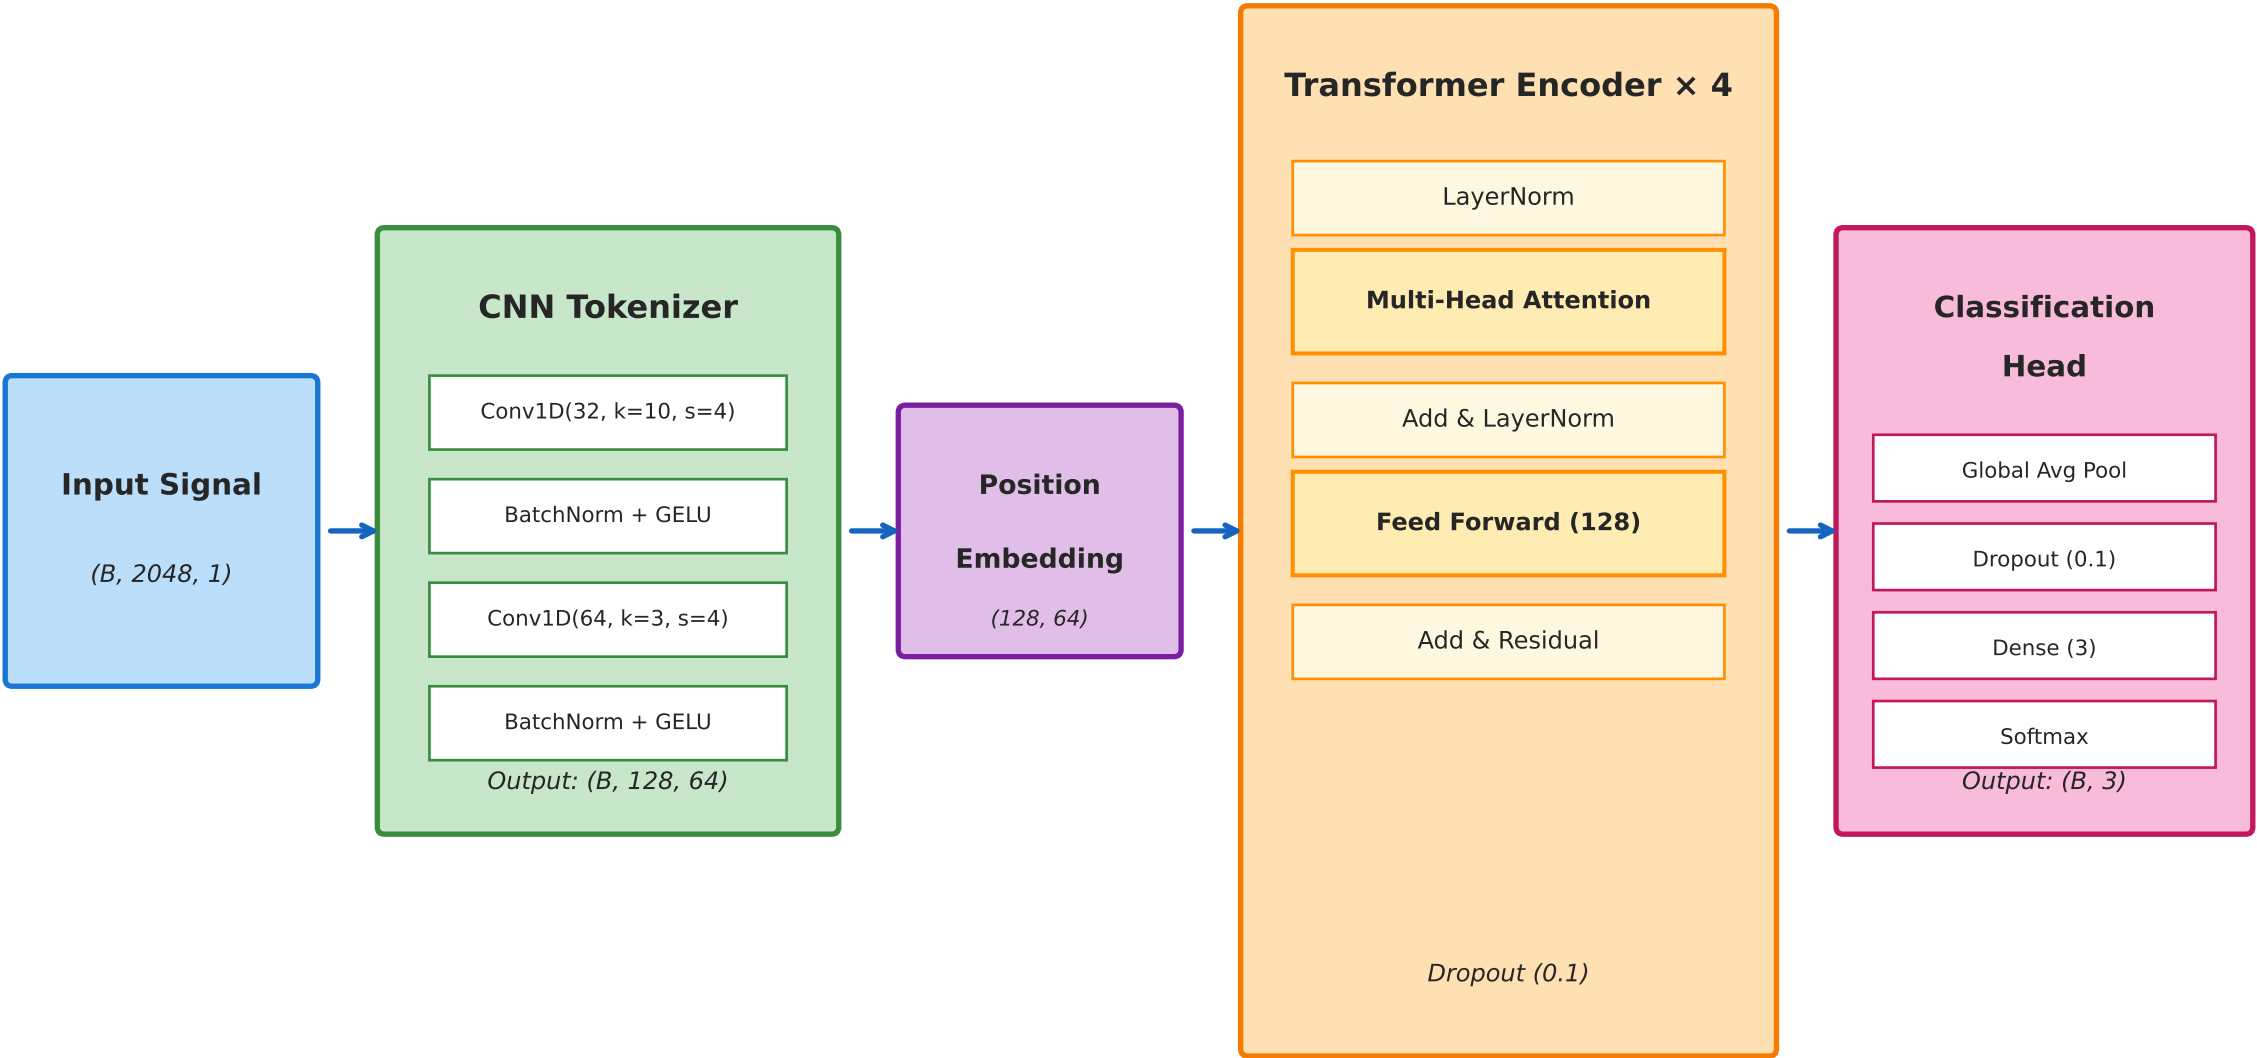 Input Signal
(B, 2048, 1)
CNN Tokenizer
Conv1D(32, k=10, s=4)
BatchNorm + GELU
Conv1D(64, k=3, s=4)
BatchNorm + GELU
Output: (B, 128, 64)
Position
Embedding
(128, 64)
Transformer Encoder × 4
LayerNorm
Multi-Head Attention
Add & LayerNorm
Feed Forward (128)
Add & Residual
Dropout (0.1)
Classification
Head
Global Avg Pool
Dropout (0.1)
Dense (3)
Softmax
Output: (B, 3)